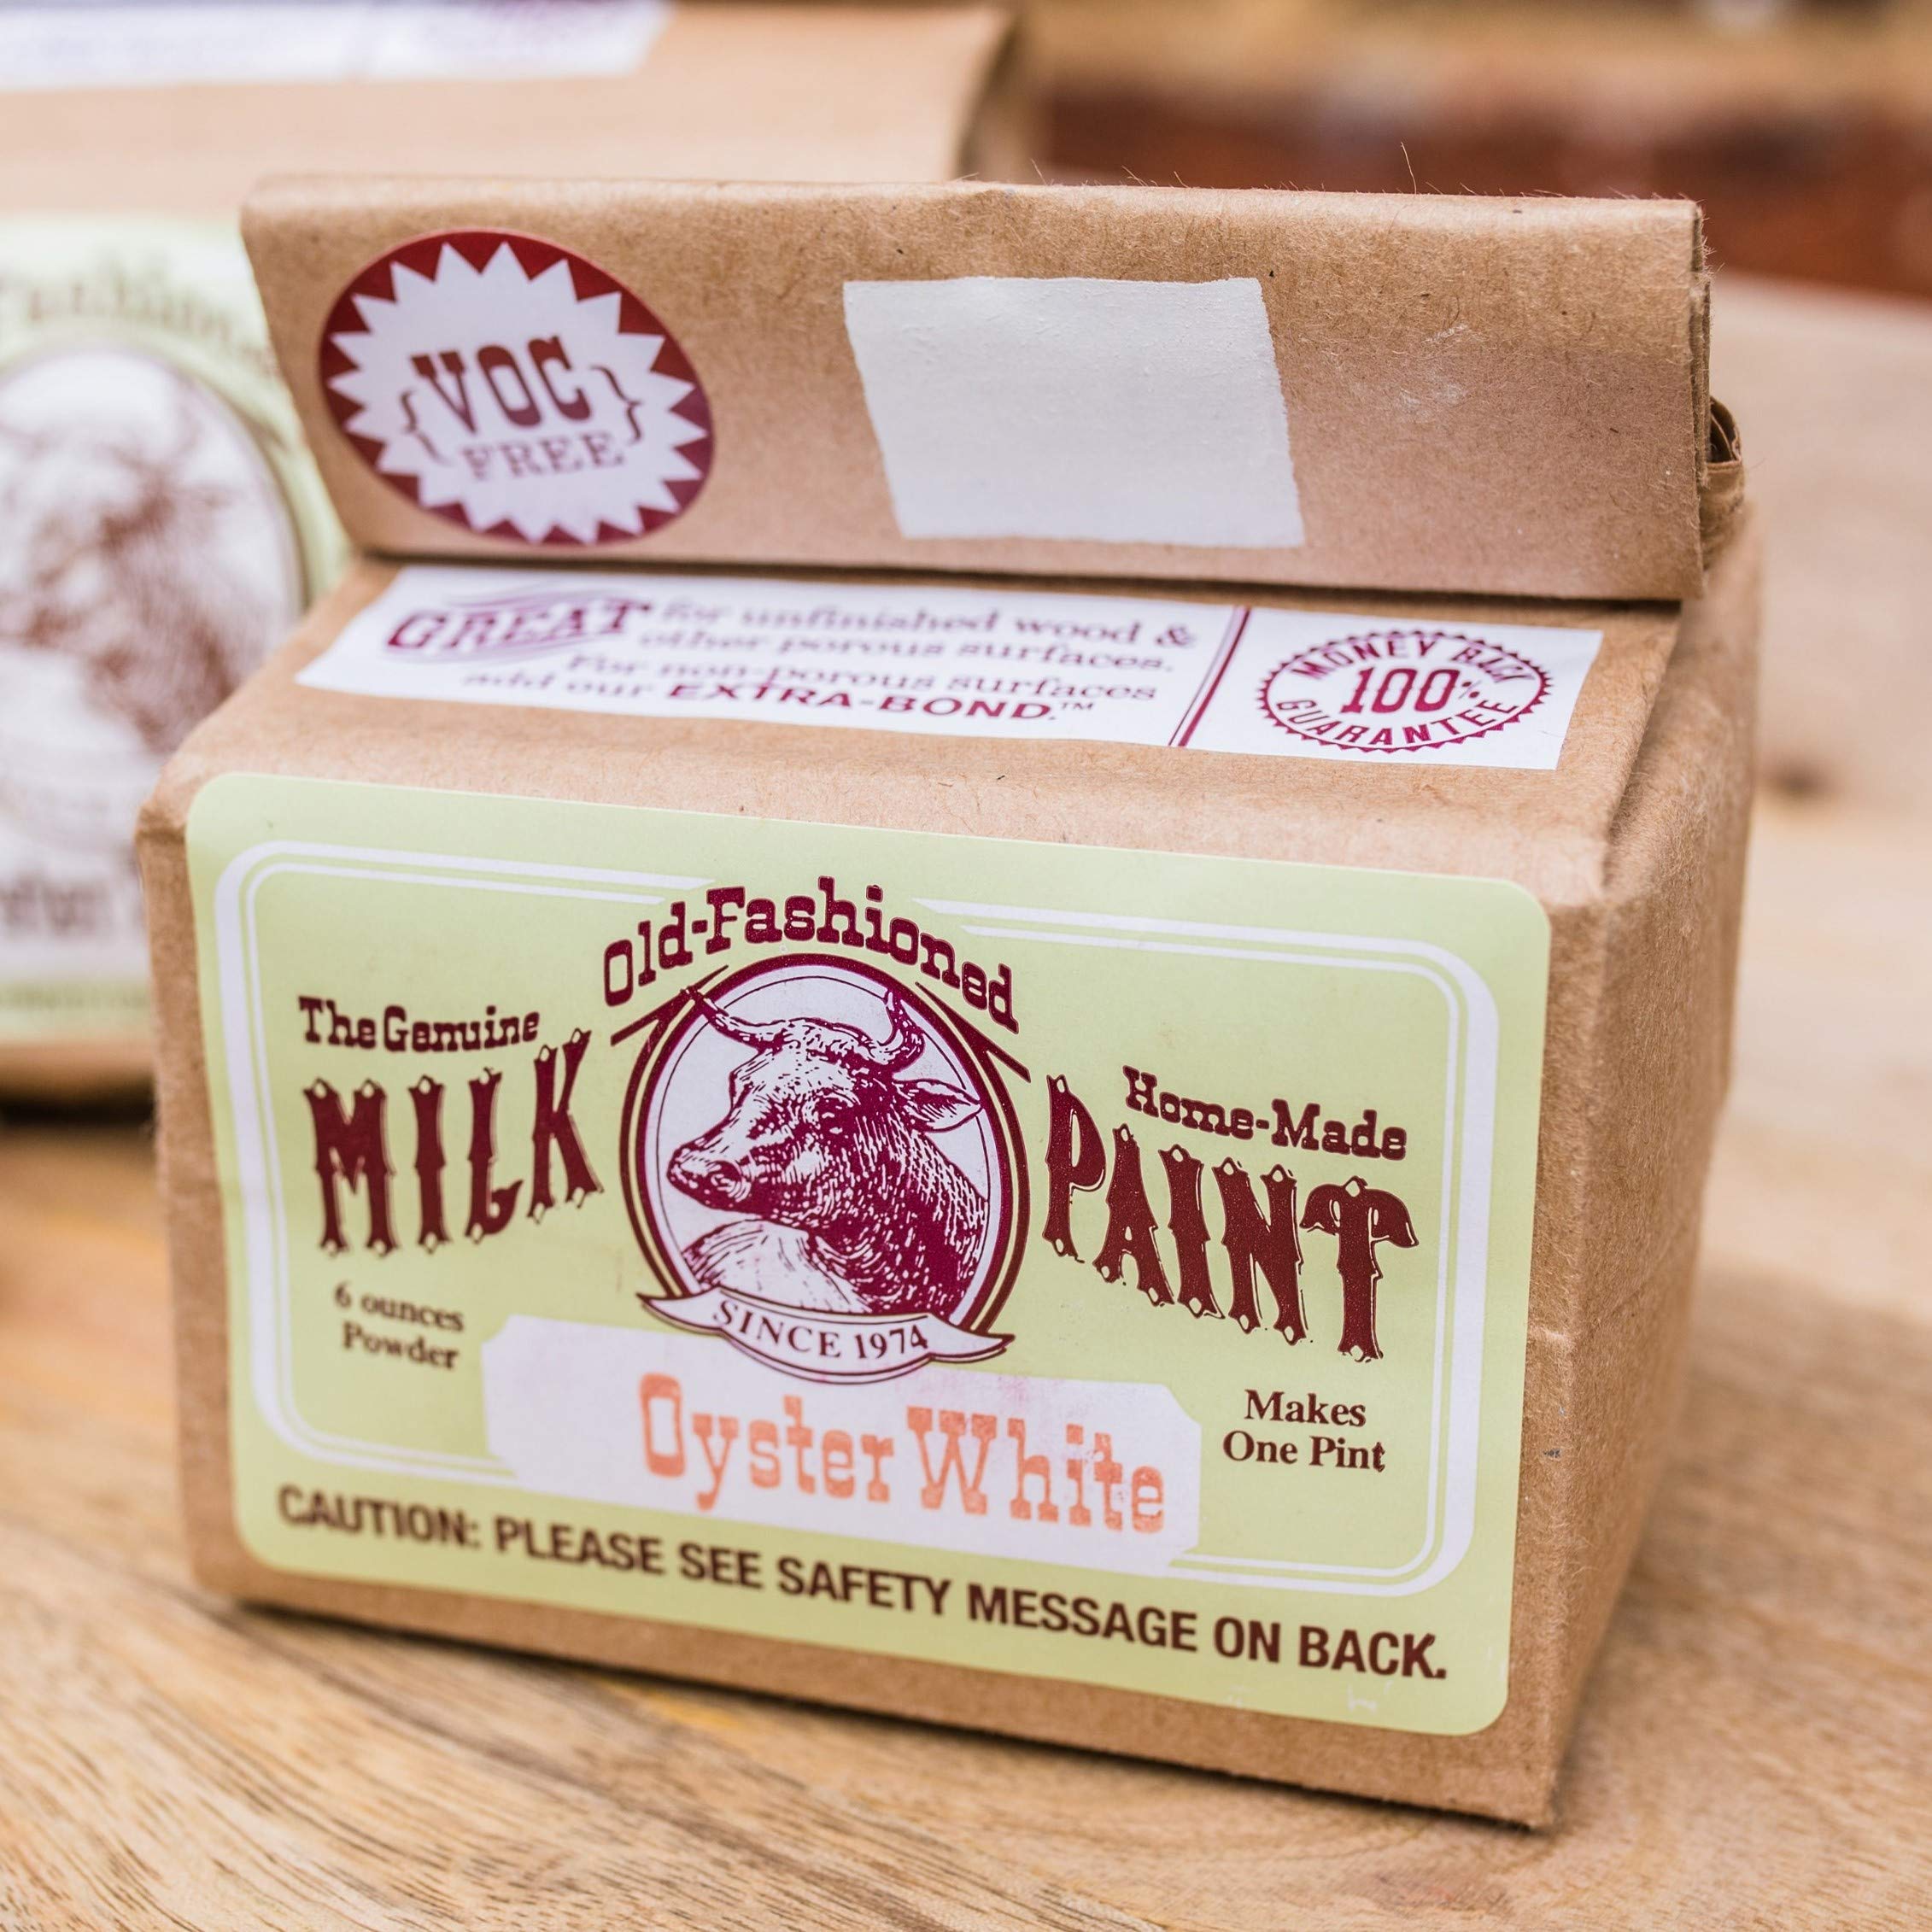 {VOC}
FREE
GREAT for unfinished wood &
other porous surfaces.
For non-porous surfaces
add our EXTRA-BOND.™
MONEY BACK
100%
GUARANTEE
Old-Fashioned
The Genuine
MILK
Home-Made
PAINT
6 ounces
Powder
SINCE 1974
Makes
One Pint
Oyster White
CAUTION: PLEASE SEE SAFETY MESSAGE ON BACK.